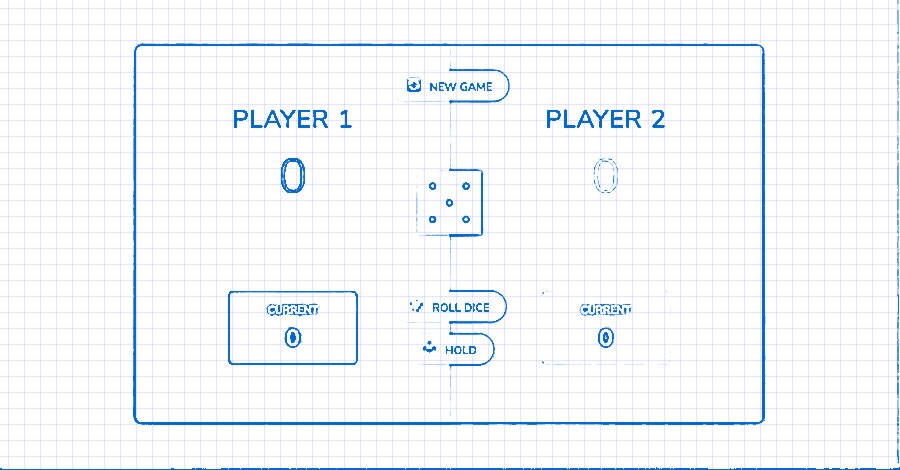 NEW GAME
PLAYER 1
PLAYER 2
0
0
CURRENT
0
ROLL DICE
HOLD
CURRENT
0